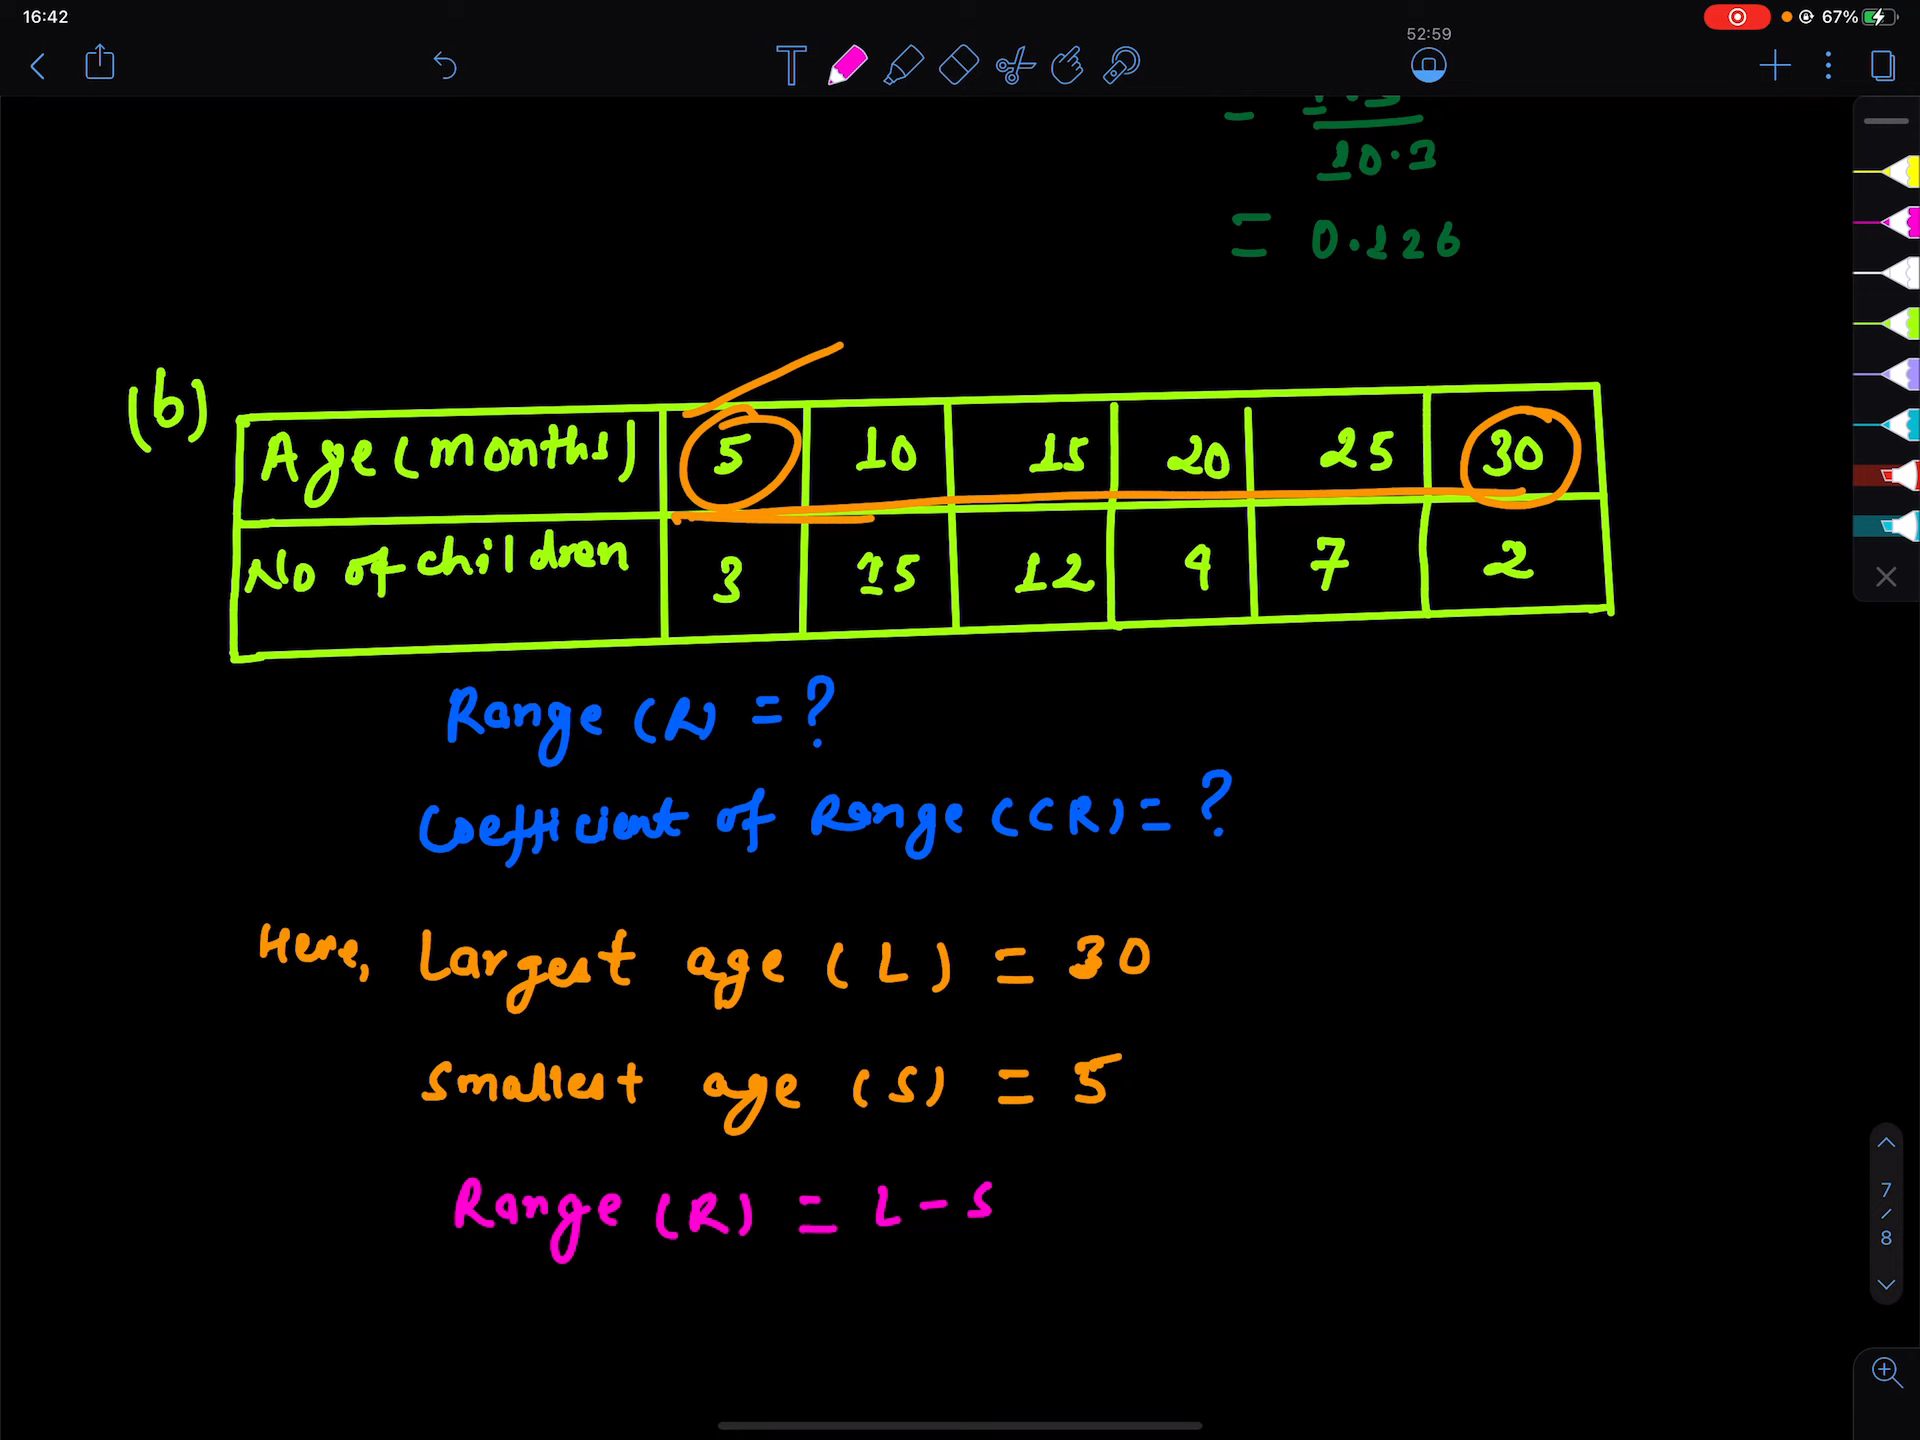 16:42
67%
52:59
10.3
= 0.126
(b)
Age (months) 5 10 15 20 25 30
No of children 3 15 12 4 7 2
Range (R) = ?
Coefficient of Range (CR) = ?
Here, Largest age (L) = 30
Smallest age (S) = 5
Range (R) = L - S
7
/
8